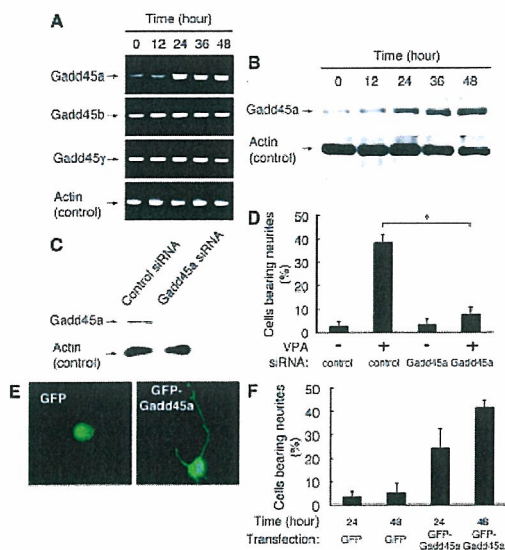 A
Time (hour)
0 12 24 36 48
Gadd45a
Gadd45b
Gadd45γ
Actin
(control)
B
Time (hour)
0 12 24 36 48
Gadd45a
Actin
(control)
C
Control siRNA
Gadd45a siRNA
Gadd45a
Actin
(control)
D
Cells bearing neurites
(%)
50
40
30
20
10
0
VPA - + - +
siRNA: control control Gadd45a Gadd45a
E
GFP
GFP-
Gadd45a
F
Cells bearing neurites
(%)
50
40
30
20
10
0
Time (hour) 24 48 24 48
Transfection: GFP GFP GFP-Gadd45a GFP-Gadd45a